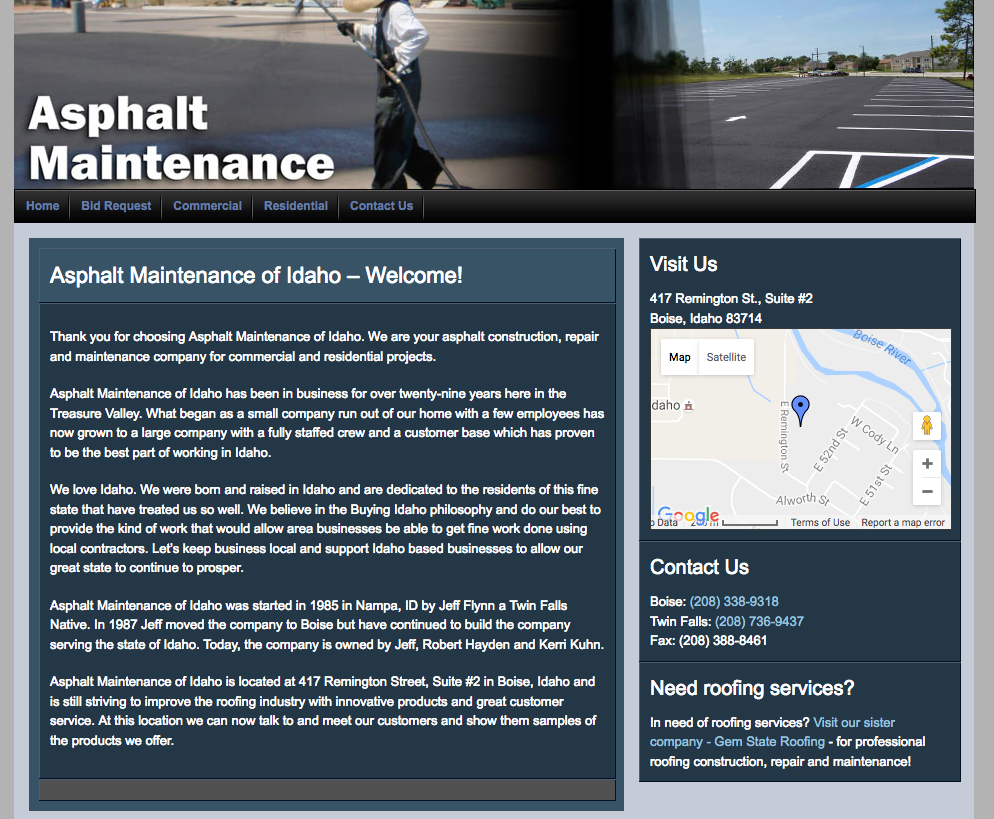 Asphalt
Maintenance
Home
Bid Request
Commercial
Residential
Contact Us
Asphalt Maintenance of Idaho – Welcome!
Thank you for choosing Asphalt Maintenance of Idaho. We are your asphalt construction, repair
and maintenance company for commercial and residential projects.
Asphalt Maintenance of Idaho has been in business for over twenty-nine years here in the
Treasure Valley. What began as a small company run out of our home with a few employees has
now grown to a large company with a fully staffed crew and a customer base which has proven
to be the best part of working in Idaho.
We love Idaho. We were born and raised in Idaho and are dedicated to the residents of this fine
state that have treated us so well. We believe in the Buying Idaho philosophy and do our best to
provide the kind of work that would allow area businesses be able to get fine work done using
local contractors. Let's keep business local and support Idaho based businesses to allow our
great state to continue to prosper.
Asphalt Maintenance of Idaho was started in 1985 in Nampa, ID by Jeff Flynn a Twin Falls
Native. In 1987 Jeff moved the company to Boise but have continued to build the company
serving the state of Idaho. Today, the company is owned by Jeff, Robert Hayden and Kerri Kuhn.
Asphalt Maintenance of Idaho is located at 417 Remington Street, Suite #2 in Boise, Idaho and
is still striving to improve the roofing industry with innovative products and great customer
service. At this location we can now talk to and meet our customers and show them samples of
the products we offer.
Visit Us
417 Remington St., Suite #2
Boise, Idaho 83714
Map
Satellite
Boise River
daho
E Remington St
E 52nd St
W Cody Ln
E 51st St
Alworth St
Google
Data
Terms of Use
Report a map error
Contact Us
Boise: (208) 338-9318
Twin Falls: (208) 736-9437
Fax: (208) 388-8461
Need roofing services?
In need of roofing services? Visit our sister
company - Gem State Roofing - for professional
roofing construction, repair and maintenance!